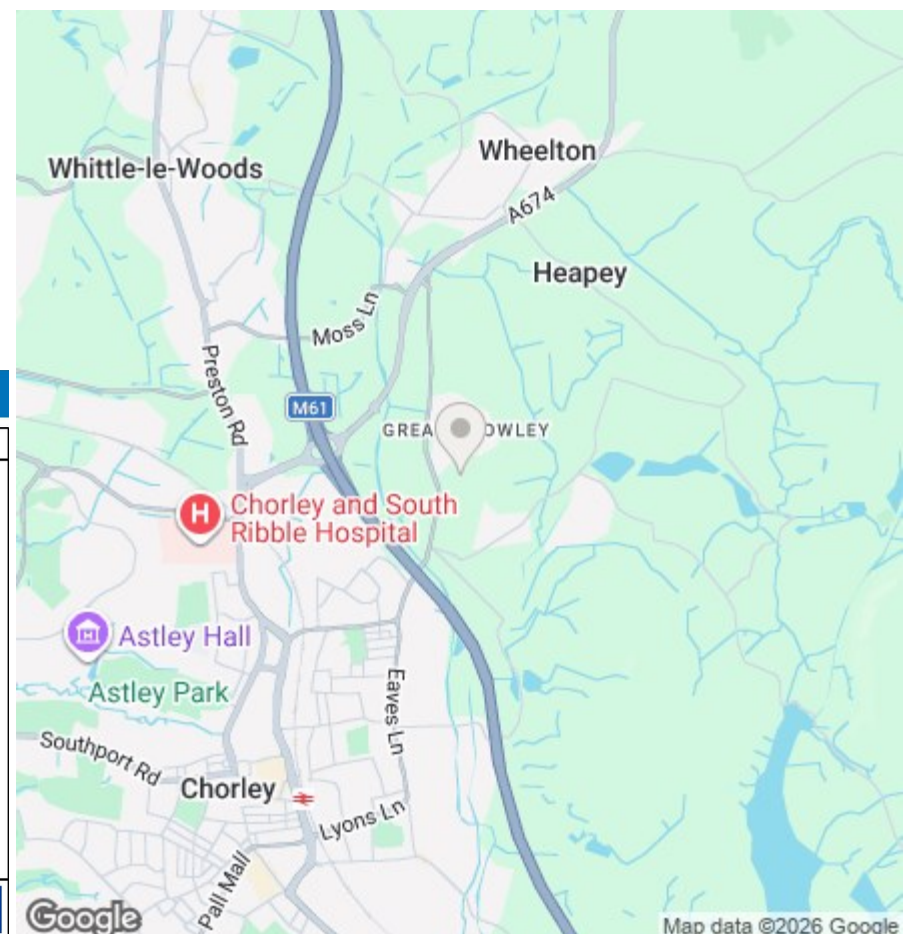 Wheelton
Whittle-le-Woods
A674
Heapey
Moss Ln
Preston Rd
M61
GREA OWLEY
H
Chorley and South
Ribble Hospital
Astley Hall
Astley Park
Eaves Ln
Southport Rd
Chorley
Lyons Ln
Pall Mall
Google
Map data ©2026 Google